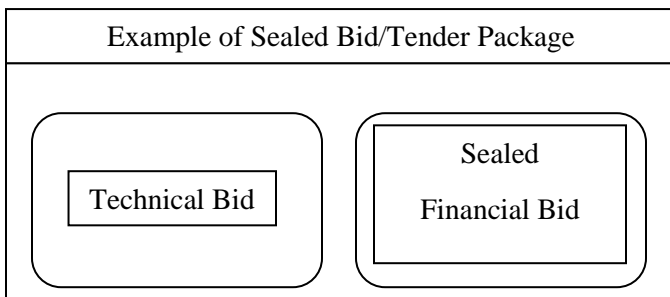 Example of Sealed Bid/Tender Package
Technical Bid
Sealed
Financial Bid